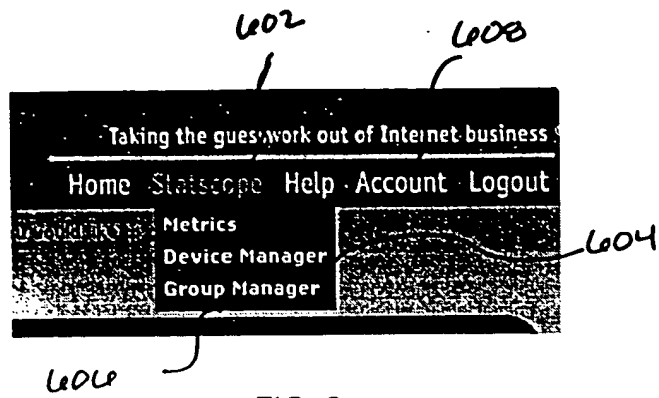 602 608
Taking the guesswork out of Internet business
Home Statscope Help Account Logout
Metrics
Device Manager
Group Manager
604
606